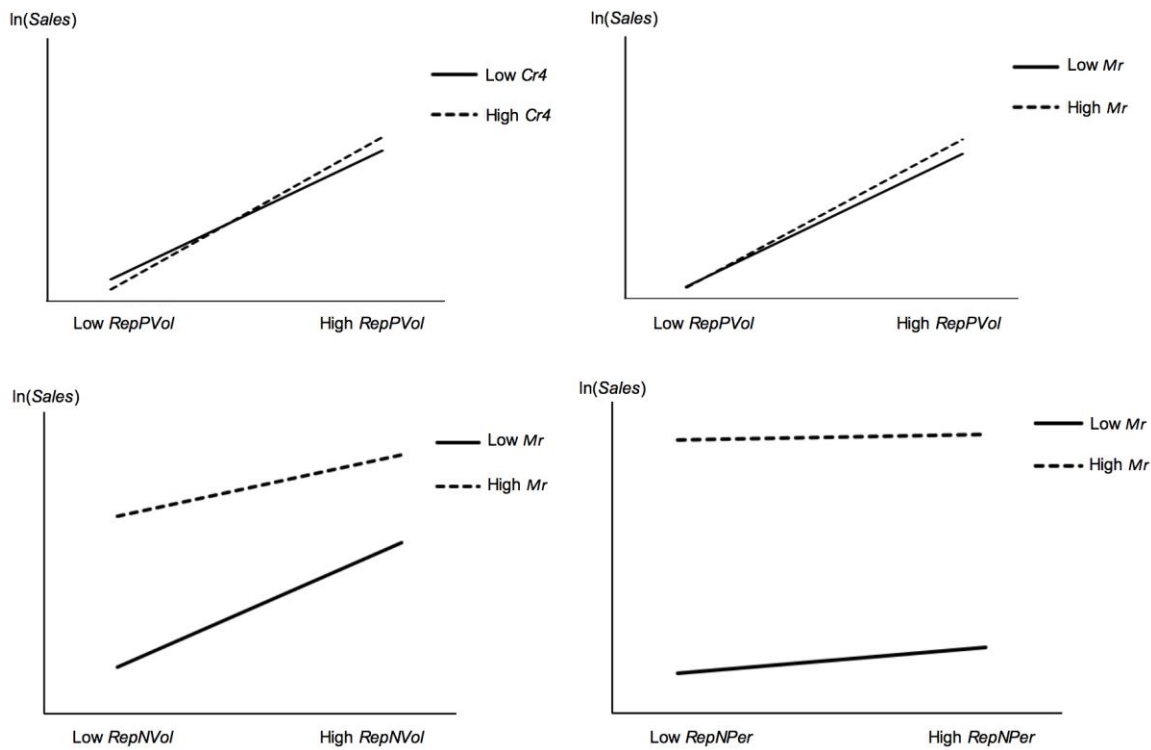 ln(Sales)
Low Cr4
High Cr4
Low RepPVol
High RepPVol
ln(Sales)
Low Mr
High Mr
Low RepPVol
High RepPVol
ln(Sales)
Low Mr
High Mr
Low RepNVol
High RepNVol
ln(Sales)
Low Mr
High Mr
Low RepNPer
High RepNPer